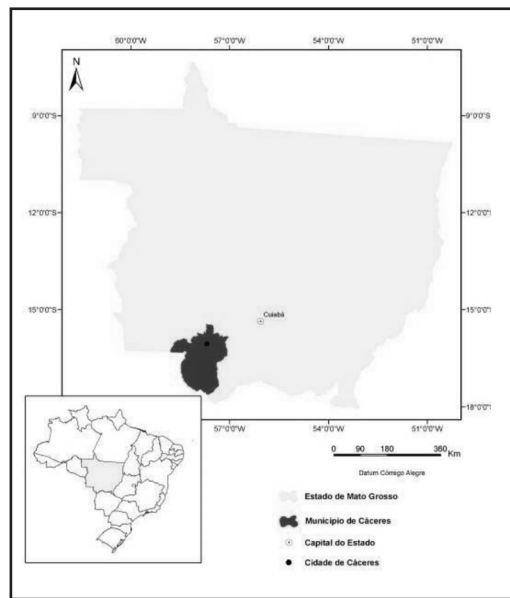 N
60°0'0"W 57°0'0"W 54°0'0"W 51°0'0"W
9°0'0"S 9°0'0"S
12°0'0"S 12°0'0"S
15°0'0"S 15°0'0"S
Cuiabá
18°0'0"S
57°0'0"W 54°0'0"W 51°0'0"W
0 90 180 360
Km
Datum Córrego Alegre
Estado de Mato Grosso
Município de Cáceres
Capital do Estado
Cidade de Cáceres